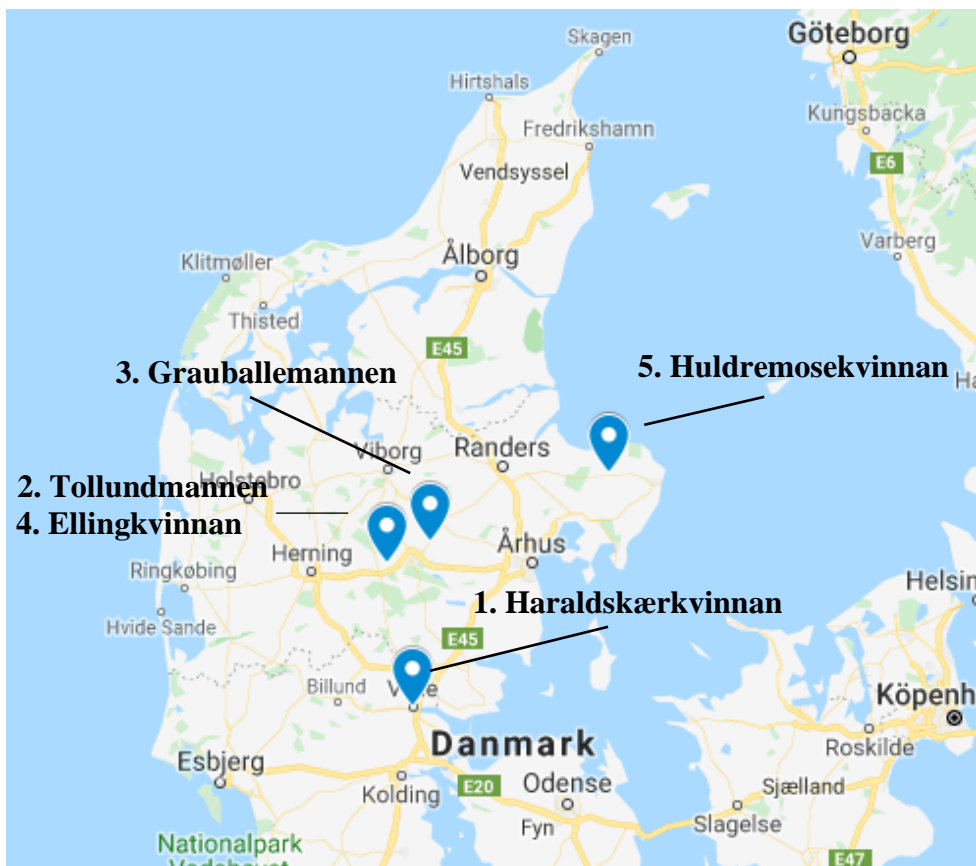 Skagen
Göteborg
Hirtshals
Kungsbacka
Fredrikshamn
E6
Vendsyssel
Varberg
Ålborg
Klitmøller
Thisted
E45
3. Grauballemannen
5. Huldremosekvinnan
Ha
Viborg
Randers
Holstebro
2. Tollundmannen
4. Ellingkvinnan
Århus
Herning
Ringkøbing
Helsin
1. Haraldskærkvinnan
Hvide Sande
E45
Billund
Köpenh
Danmark
Roskilde
Esbjerg
Kolding
E20
Odense
Sjælland
Slagelse
Fyn
Nationalpark
E47